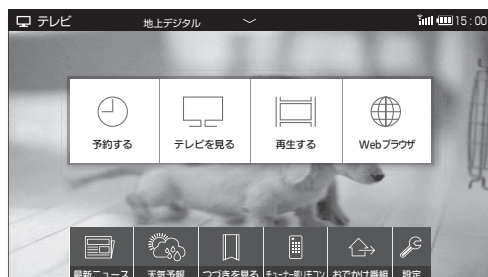 テレビ 地上デジタル 15:00
予約する テレビを見る 再生する Webブラウザ
最新ニュース 天気予報 つづきを見る チューナー部リモコン おでかけ番組 設定